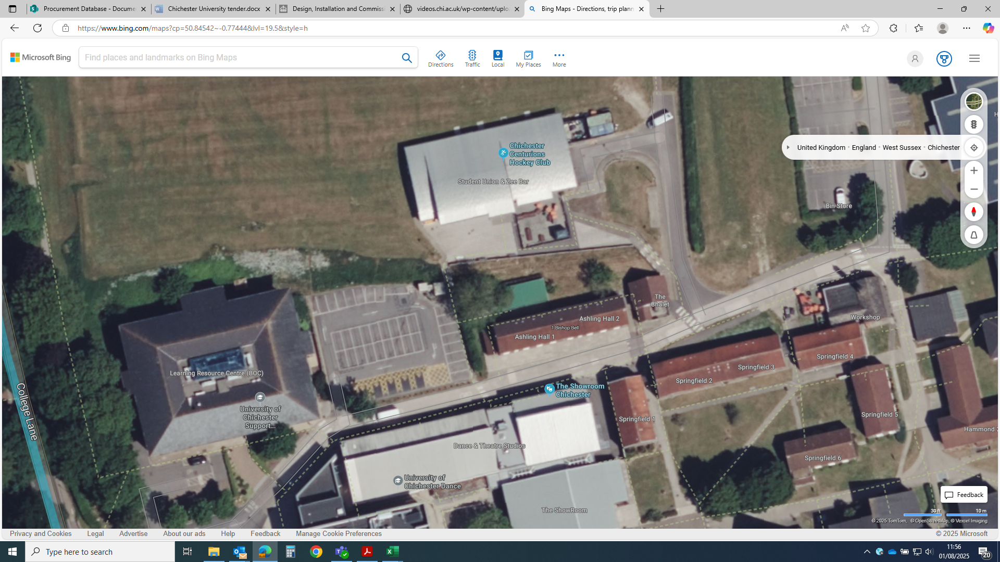 Procurement Database - Docume
Chichester University tender.docx
Design, Installation and Commissi
videos.chi.ac.uk/wp-content/uplo
Bing Maps - Directions, trip plann
https://www.bing.com/maps?cp=50.84542~-0.77444&lvl=19.5&style=h
Microsoft Bing
Find places and landmarks on Bing Maps
Directions
Traffic
Local
My Places
More
United Kingdom • England • West Sussex • Chichester
Chichester
Centurions
Hockey Club
Student Union & Zee Bar
Bin Store
The
Chalet
Ashling Hall 2
1 Bishop Bell
Ashling Hall 1
Workshop
Springfield 4
Springfield 3
Springfield 2
Learning Resource Centre (BOC)
College Lane
University of
Chichester
Support...
The Showroom
Chichester
Springfield 1
Springfield 5
Hammond 2
Dance & Theatre Studios
Springfield 6
University of
Chichester Dance
The ShowRoom
Feedback
30 ft
10 m
© 2025 TomTom, © OpenStreetMap, © Vexcel Imaging
Privacy and Cookies
Legal
Advertise
About our ads
Help
Feedback
Manage Cookie Preferences
© 2025 Microsoft
Type here to search
11:56
01/08/2025
20